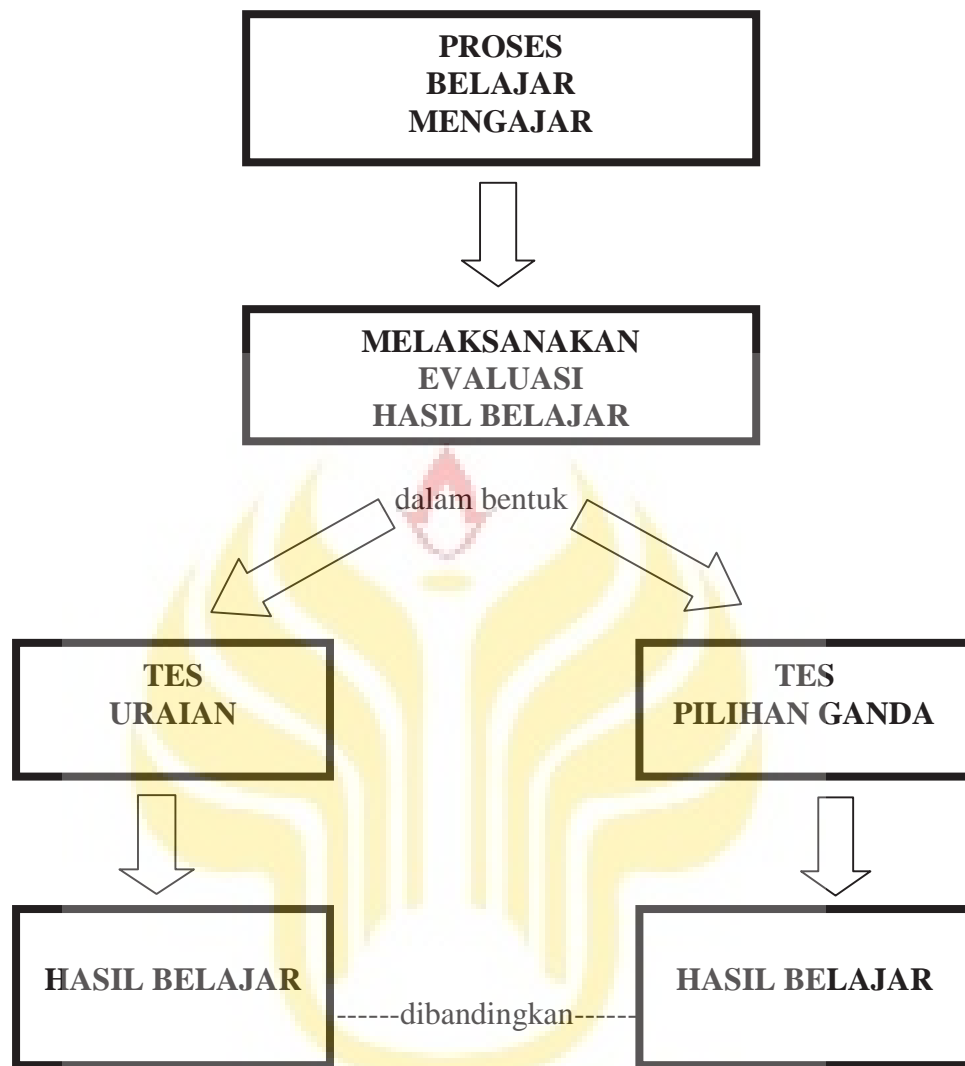 PROSES
BELAJAR
MENGAJAR
MELAKSANAKAN
EVALUASI
HASIL BELAJAR
dalam bentuk
TES
URAIAN
TES
PILIHAN GANDA
HASIL BELAJAR
HASIL BELAJAR
------dibandingkan------